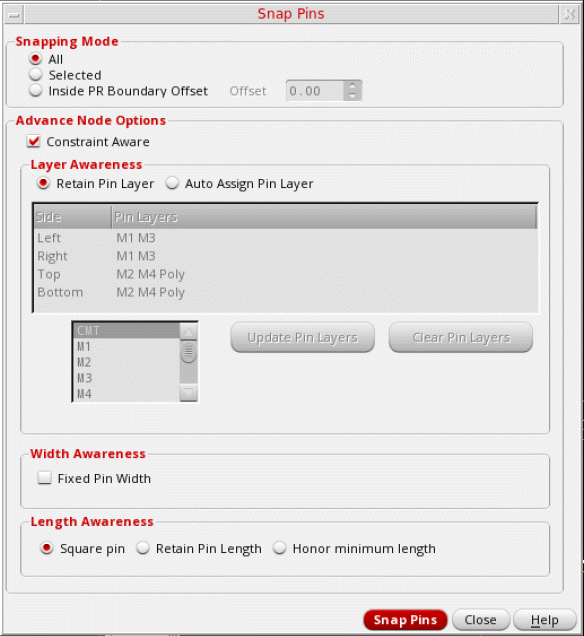 Snap Pins
Snapping Mode
All
Selected
Inside PR Boundary Offset Offset 0.00
Advance Node Options
Constraint Aware
Layer Awareness
Retain Pin Layer Auto Assign Pin Layer
Side Pin Layers
Left M1 M3
Right M1 M3
Top M2 M4 Poly
Bottom M2 M4 Poly
CMT
M1
M2
M3
M4
Update Pin Layers Clear Pin Layers
Width Awareness
Fixed Pin Width
Length Awareness
Square pin Retain Pin Length Honor minimum length
Snap Pins Close Help